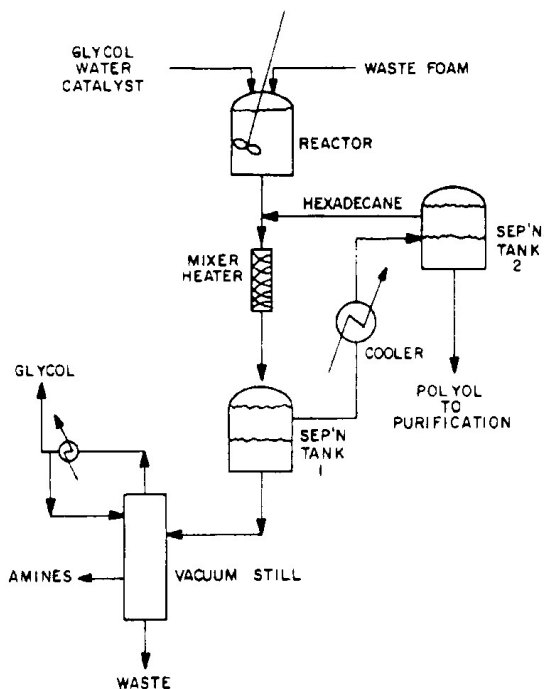 GLYCOL
WATER
CATALYST
WASTE FOAM
REACTOR
HEXADECANE
SEP'N
TANK
2
MIXER
HEATER
COOLER
GLYCOL
POLYOL
TO
PURIFICATION
SEP'N
TANK
1
AMINES
VACUUM STILL
WASTE